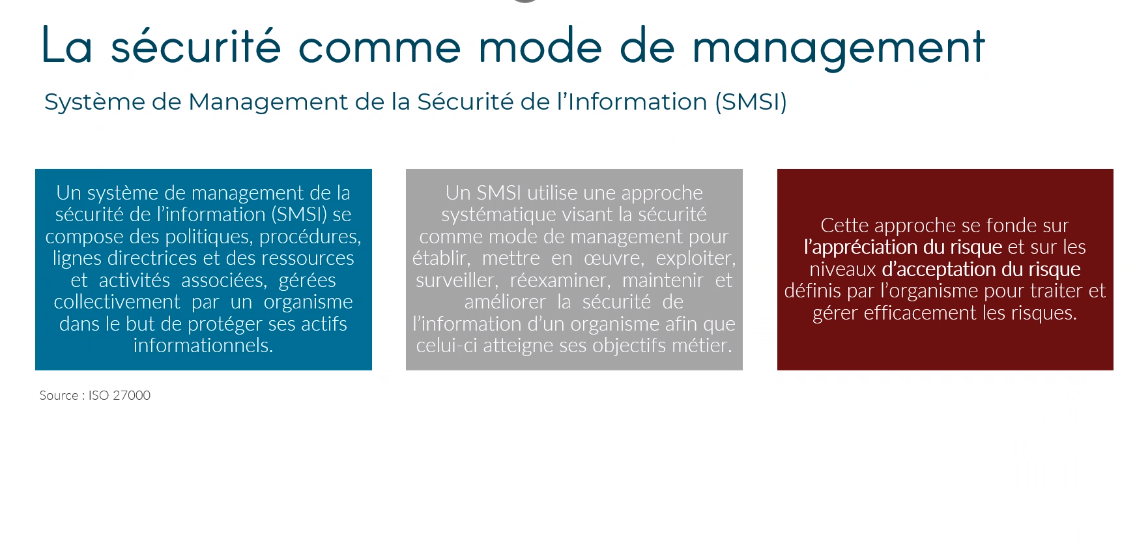 La sécurité comme mode de management
Système de Management de la Sécurité de l'Information (SMSI)
Un système de management de la
sécurité de l'information (SMSI) se
compose des politiques, procédures,
lignes directrices et des ressources
et activités associées, gérées
collectivement par un organisme
dans le but de protéger ses actifs
informationnels.
Un SMSI utilise une approche
systématique visant la sécurité
comme mode de management pour
établir, mettre en œuvre, exploiter,
surveiller, réexaminer, maintenir et
améliorer la sécurité de
l'information d'un organisme afin que
celui-ci atteigne ses objectifs métier.
Cette approche se fonde sur
l'appréciation du risque et sur les
niveaux d'acceptation du risque
définis par l'organisme pour traiter et
gérer efficacement les risques.
Source : ISO 27000